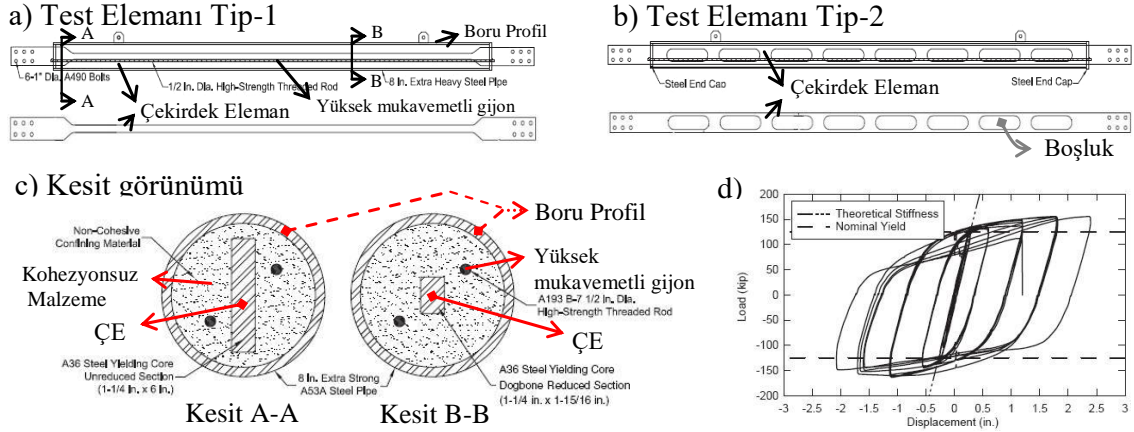 a) Test Elemanı Tip-1
A
B
Boru Profil
6-1" Dia. A490 Bolts
1/2 In. Dia. High-Strength Threaded Rod
8 In. Extra Heavy Steel Pipe
A
B
Çekirdek Eleman
Yüksek mukavemetli gijon
b) Test Elemanı Tip-2
Steel End Cap
Steel End Cap
Çekirdek Eleman
Boşluk
c) Kesit görünümü
Non-Cohesive
Confining Material
Kohezyonsuz
Malzeme
ÇE
A36 Steel Yielding Core
Unreduced Section
(1-1/4 in. x 6 in.)
8 In. Extra Strong
A53A Steel Pipe
Boru Profil
Yüksek
mukavemetli gijon
A193 B-7 1/2 in. Dia.
High-Strength Threaded Rod
ÇE
A36 Steel Yielding Core
Dogbone Reduced Section
(1-1/4 in. x 1-15/16 in.)
Kesit A-A
Kesit B-B
d)
200
150
100
50
0
-50
-100
-150
-200
Load (kip)
Theoretical Stiffness
Nominal Yield
-3 -2.5 -2 -1.5 -1 -0.5 0 0.5 1 1.5 2 2.5 3
Displacement (in.)